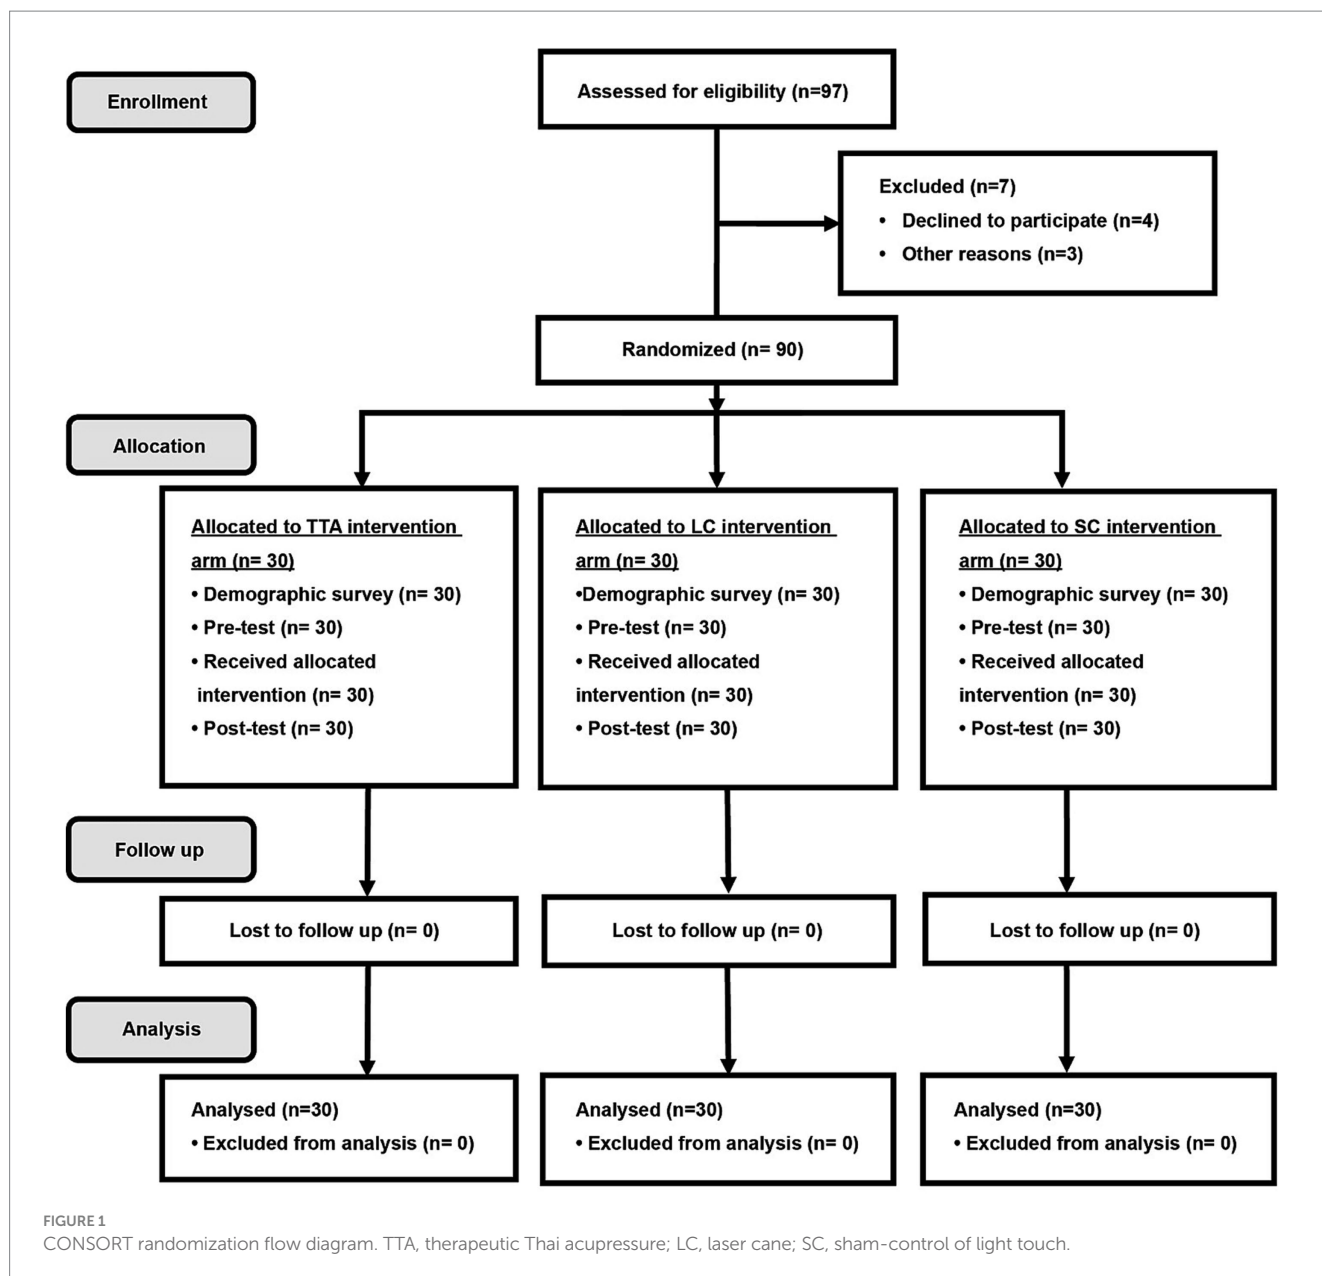 Enrollment
Assessed for eligibility (n=97)
Excluded (n=7)
• Declined to participate (n=4)
• Other reasons (n=3)
Randomized (n= 90)
Allocation
Allocated to TTA intervention
arm (n= 30)
• Demographic survey (n= 30)
• Pre-test (n= 30)
• Received allocated
intervention (n= 30)
• Post-test (n= 30)
Allocated to LC intervention
arm (n= 30)
•Demographic survey (n= 30)
• Pre-test (n= 30)
• Received allocated
intervention (n= 30)
• Post-test (n= 30)
Allocated to SC intervention
arm (n= 30)
• Demographic survey (n= 30)
• Pre-test (n= 30)
• Received allocated
intervention (n= 30)
• Post-test (n= 30)
Follow up
Lost to follow up (n= 0)
Lost to follow up (n= 0)
Lost to follow up (n= 0)
Analysis
Analysed (n=30)
• Excluded from analysis (n= 0)
Analysed (n=30)
• Excluded from analysis (n= 0)
Analysed (n=30)
• Excluded from analysis (n= 0)
FIGURE 1
CONSORT randomization flow diagram. TTA, therapeutic Thai acupressure; LC, laser cane; SC, sham-control of light touch.